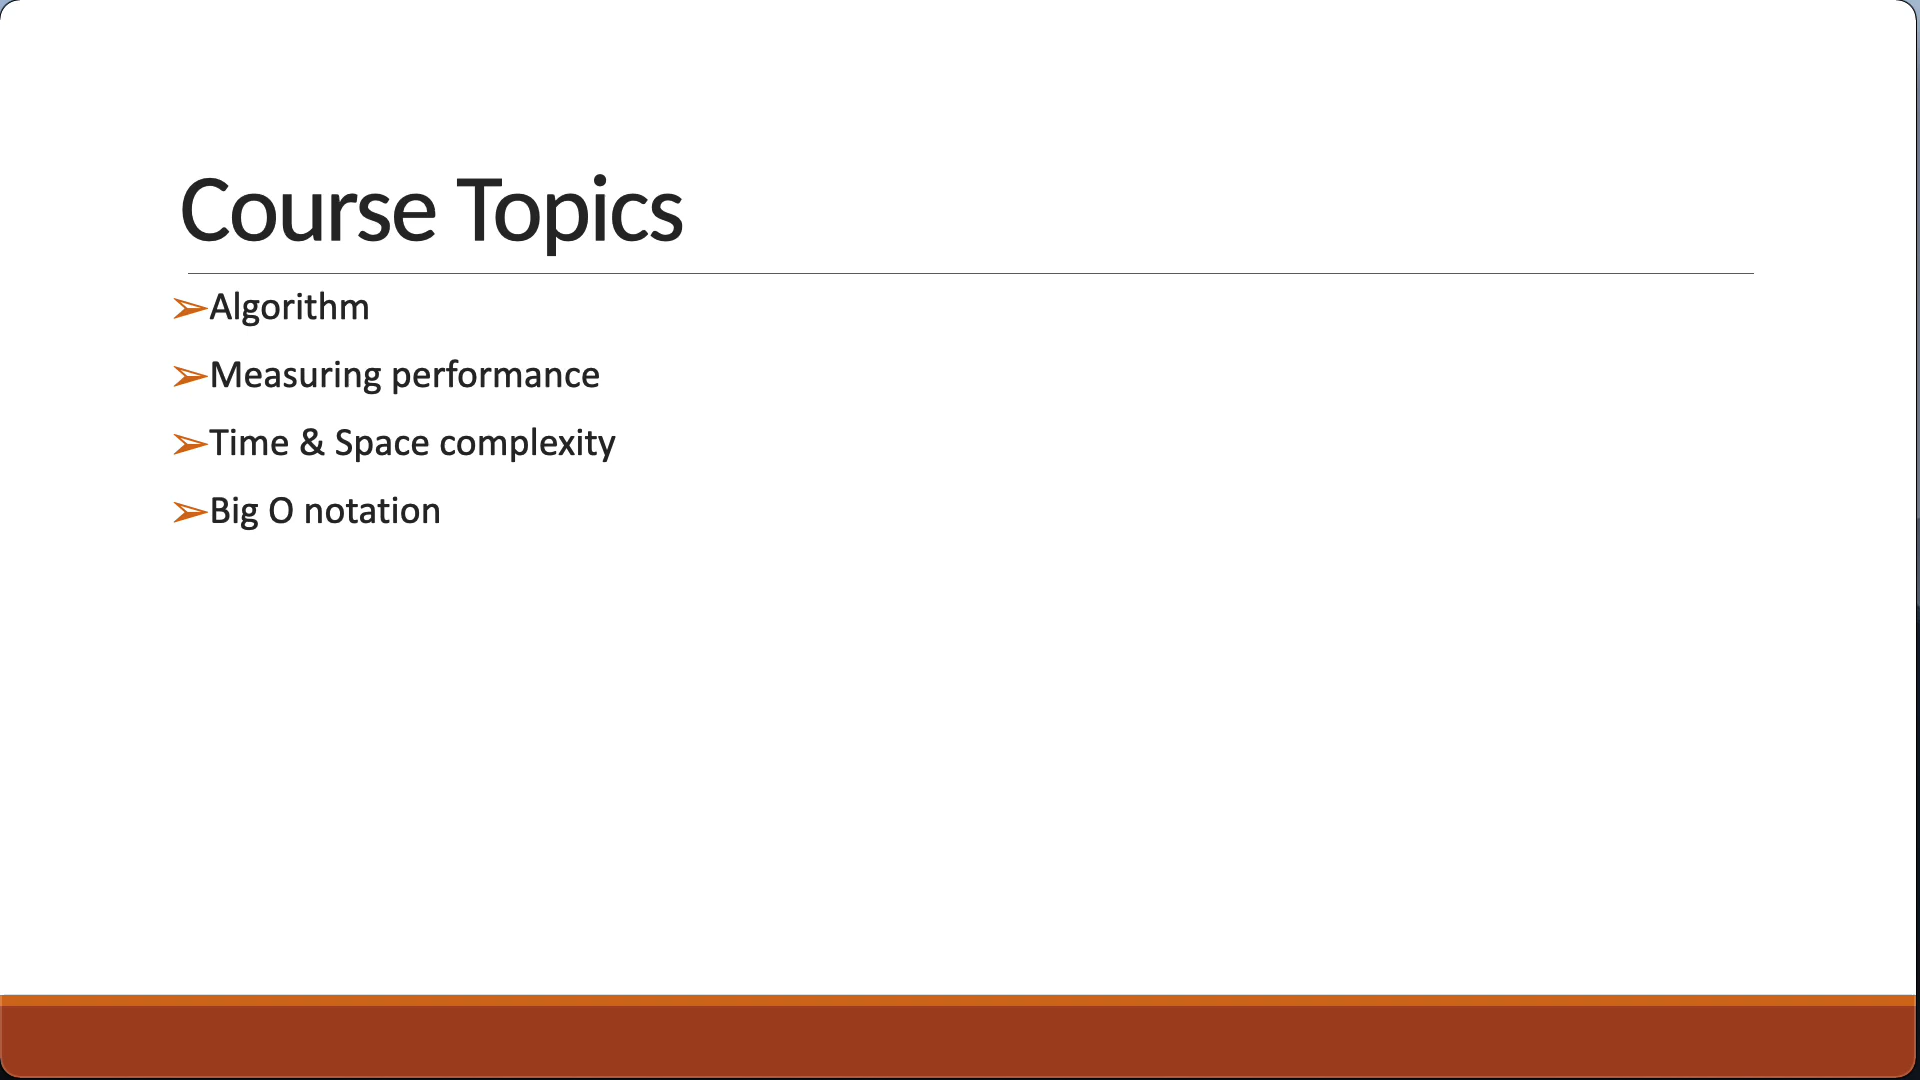 Course Topics
➢Algorithm
➢Measuring performance
➢Time & Space complexity
➢Big O notation